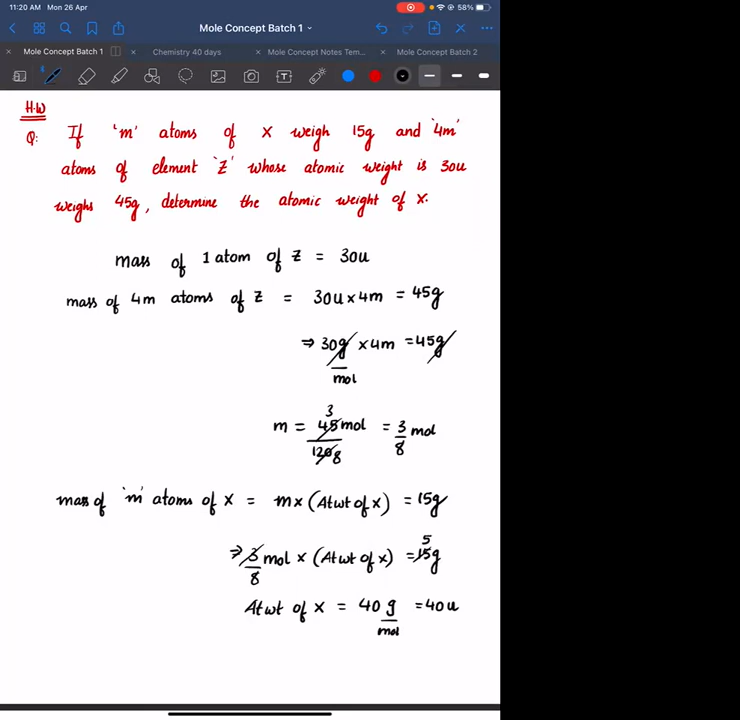 11:20 AM Mon 26 Apr 58%
Mole Concept Batch 1
Mole Concept Batch 1 Chemistry 40 days Mole Concept Notes Tem... Mole Concept Batch 2
H.W
Q: If 'm' atoms of X weigh 15g and '4m'
atoms of element 'Z' whose atomic weight is 30u
weighs 45g, determine the atomic weight of X.
mass of 1 atom of Z = 30u
mass of 4m atoms of Z = 30u x 4m = 45g
⇒ 30g/mol x 4m = 45g
3
m = 45 mol/120 8 = 3/8 mol
mass of 'm' atoms of X = m x (At wt of X) = 15g
5
⇒ 3/8 mol x (At wt of X) = 15g
At wt of X = 40 g/mol = 40u